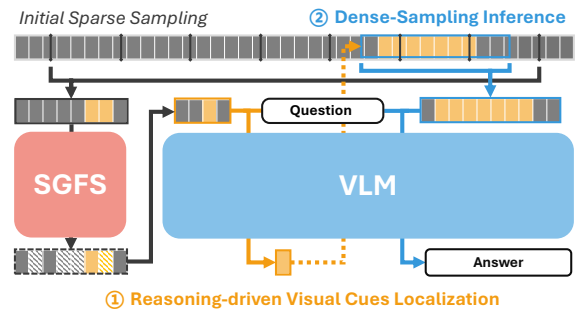 Initial Sparse Sampling
② Dense-Sampling Inference
Question
SGFS
VLM
Answer
① Reasoning-driven Visual Cues Localization